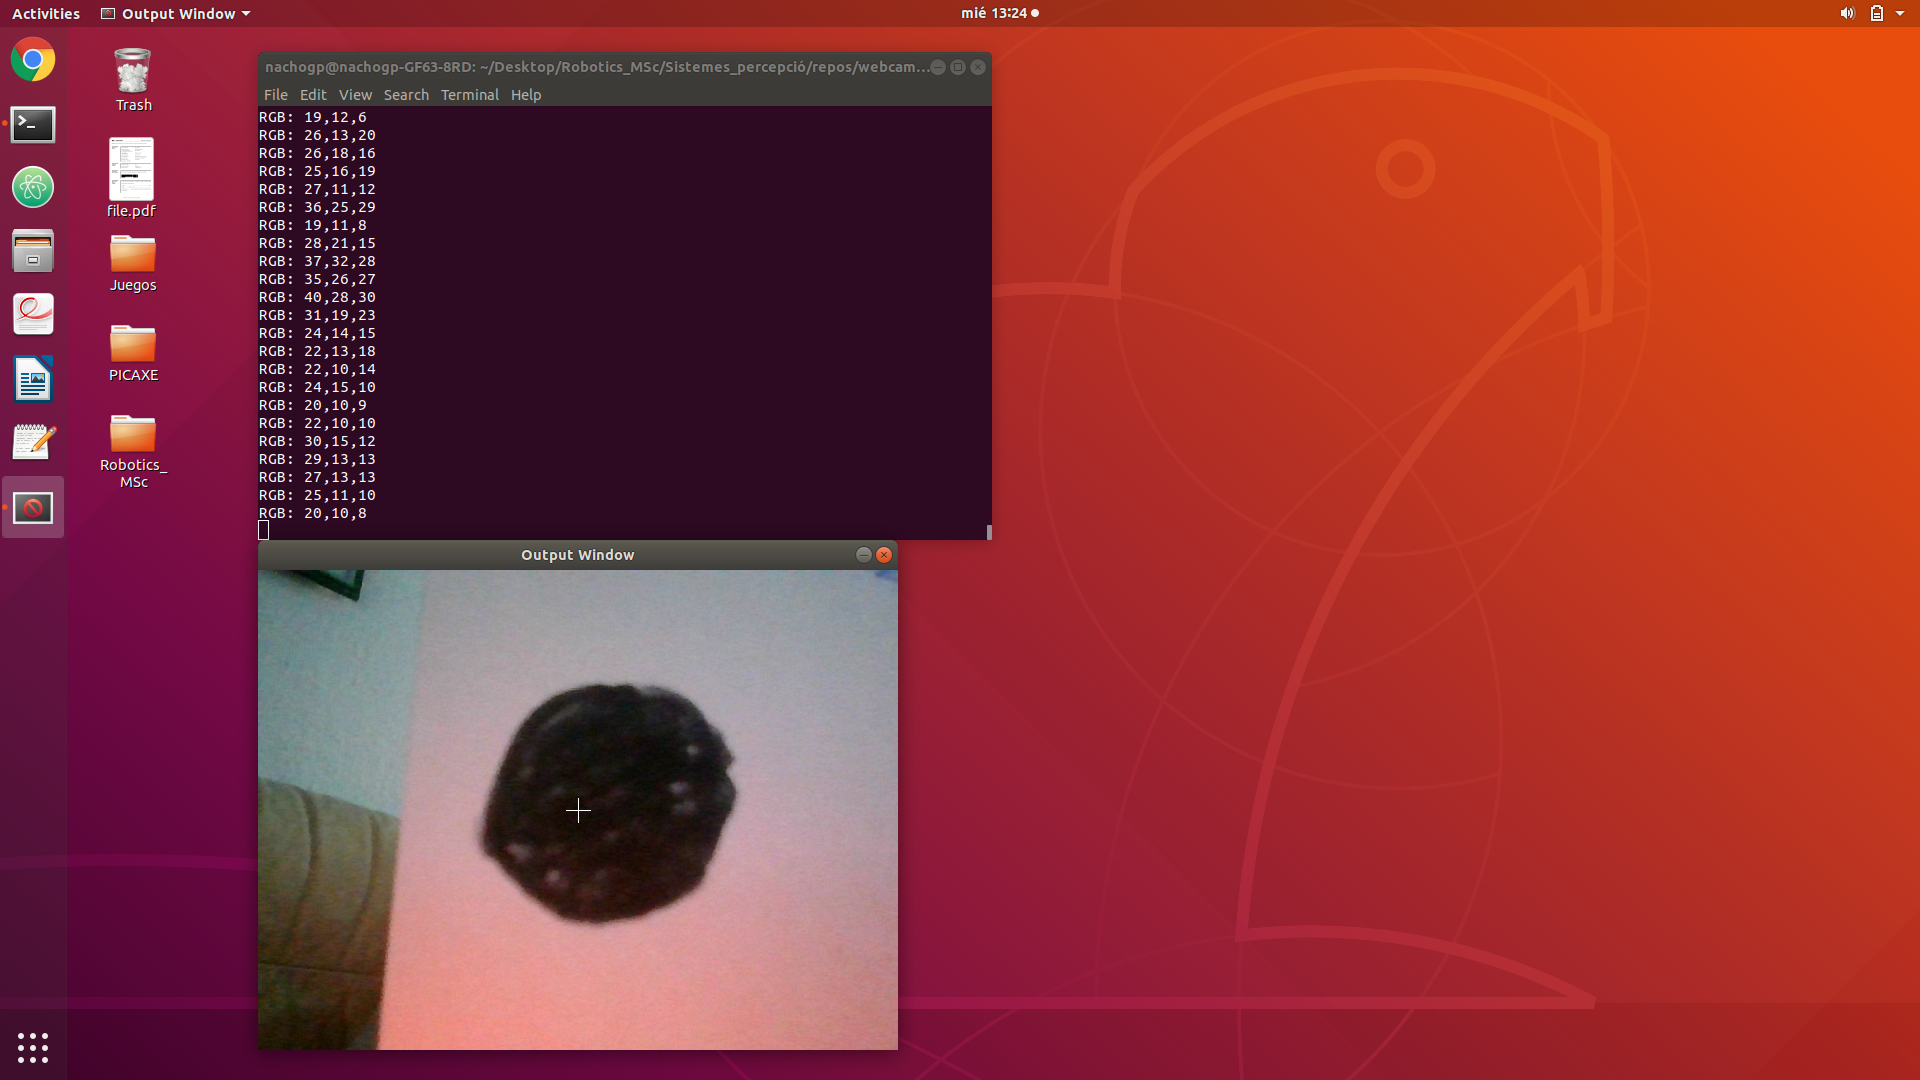 Activities
Output Window
mié 13:24
Trash
file.pdf
Juegos
PICAXE
Robotics_
MSc
nachogp@nachogp-GF63-8RD: ~/Desktop/Robotics_MSc/Sistemes_percepció/repos/webcam...
File Edit View Search Terminal Help
RGB: 19,12,6
RGB: 26,13,20
RGB: 26,18,16
RGB: 25,16,19
RGB: 27,11,12
RGB: 36,25,29
RGB: 19,11,8
RGB: 28,21,15
RGB: 37,32,28
RGB: 35,26,27
RGB: 40,28,30
RGB: 31,19,23
RGB: 24,14,15
RGB: 22,13,18
RGB: 22,10,14
RGB: 24,15,10
RGB: 20,10,9
RGB: 22,10,10
RGB: 30,15,12
RGB: 29,13,13
RGB: 27,13,13
RGB: 25,11,10
RGB: 20,10,8
Output Window